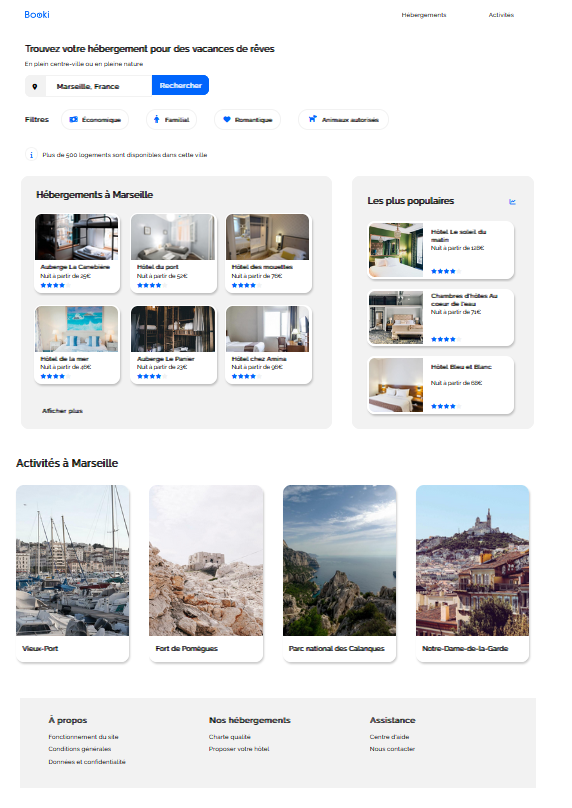 Booki
Hébergements
Activités
Trouvez votre hébergement pour des vacances de rêves
En plein centre-ville ou en pleine nature
Marseille, France
Rechercher
Filtres
Économique
Familial
Romantique
Animaux autorisés
Plus de 500 logements sont disponibles dans cette ville
Hébergements à Marseille
Auberge La Canebière
Nuit à partir de 25€
Hôtel du port
Nuit à partir de 52€
Hôtel des mouettes
Nuit à partir de 76€
Hôtel de la mer
Nuit à partir de 46€
Auberge Le Panier
Nuit à partir de 23€
Hôtel chez Amina
Nuit à partir de 96€
Afficher plus
Les plus populaires
Hôtel Le soleil du
matin
Nuit à partir de 128€
Chambres d'hôtes Au
coeur de l'eau
Nuit à partir de 71€
Hôtel Bleu et Blanc
Nuit à partir de 68€
Activités à Marseille
Vieux-Port
Fort de Pomègues
Parc national des Calanques
Notre-Dame-de-la-Garde
À propos
Fonctionnement du site
Conditions générales
Données et confidentialité
Nos hébergements
Charte qualité
Proposer votre hôtel
Assistance
Centre d'aide
Nous contacter